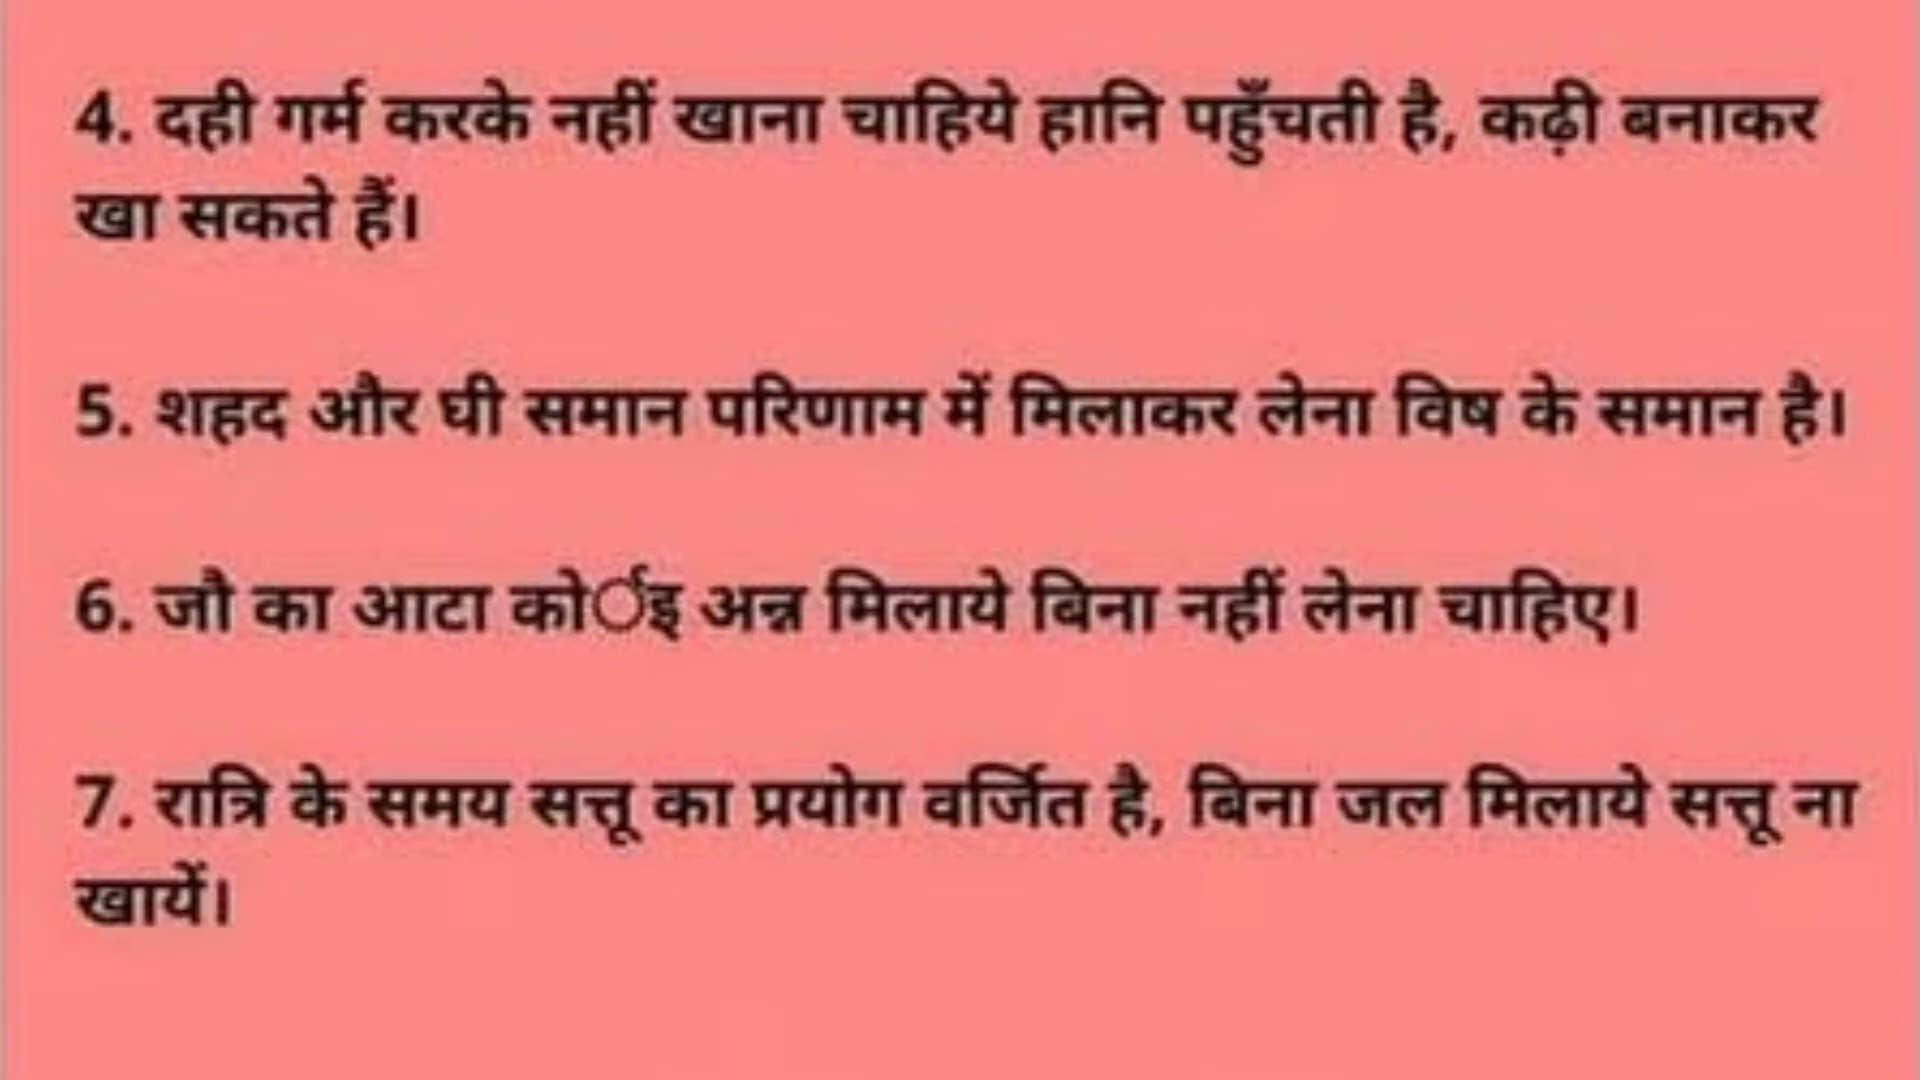 4. दही गर्म करके नहीं खाना चाहिये हानि पहुँचती है, कढ़ी बनाकर
खा सकते हैं।
5. शहद और घी समान परिणाम में मिलाकर लेना विष के समान है।
6. जौ का आटा कोर्इ अन्न मिलाये बिना नहीं लेना चाहिए।
7. रात्रि के समय सत्तू का प्रयोग वर्जित है, बिना जल मिलाये सत्तू ना
खायें।